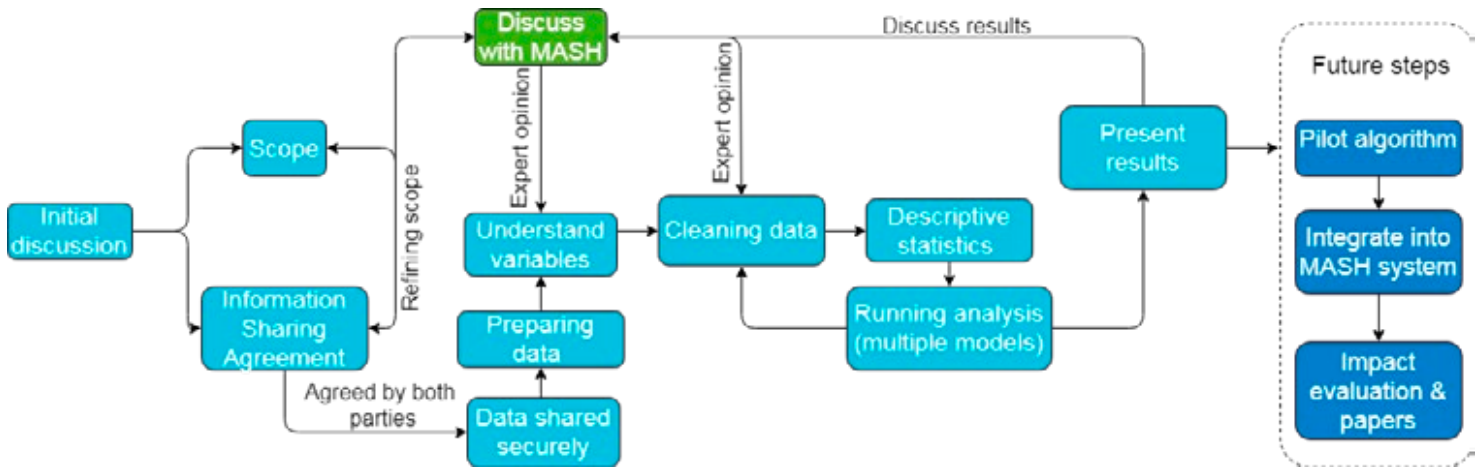 Discuss
with MASH
Discuss results
Future steps
Expert opinion
Expert opinion
Scope
Refining scope
Present
results
Pilot algorithm
Initial
discussion
Understand
variables
Cleaning data
Descriptive
statistics
Integrate into
MASH system
Information
Sharing
Agreement
Preparing
data
Running analysis
(multiple models)
Agreed by both
parties
Data shared
securely
Impact
evaluation &
papers